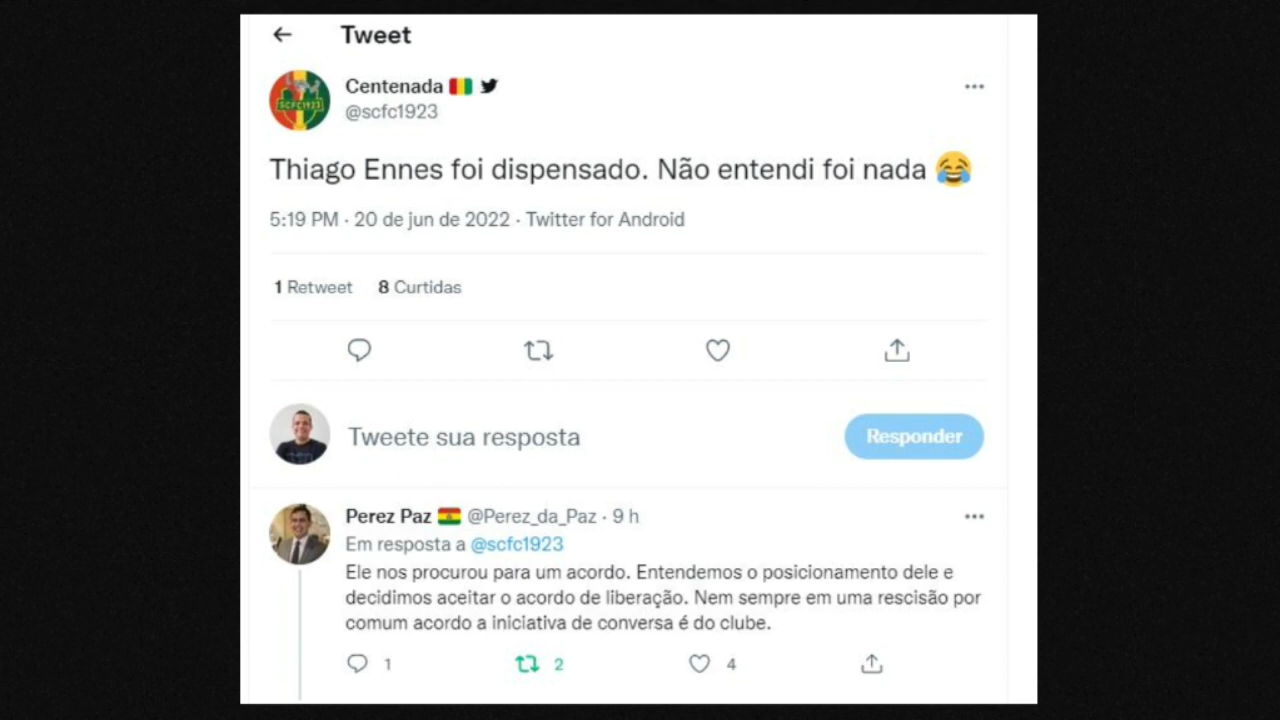 Tweet
Centenada
@scfc1923
SCFC1923
Thiago Ennes foi dispensado. Não entendi foi nada 😂
5:19 PM · 20 de jun de 2022 · Twitter for Android
1 Retweet 8 Curtidas
Tweete sua resposta
Responder
Perez Paz @Perez_da_Paz · 9 h
Em resposta a @scfc1923
Ele nos procurou para um acordo. Entendemos o posicionamento dele e
decidimos aceitar o acordo de liberação. Nem sempre em uma rescisão por
comum acordo a iniciativa de conversa é do clube.
1 2 4